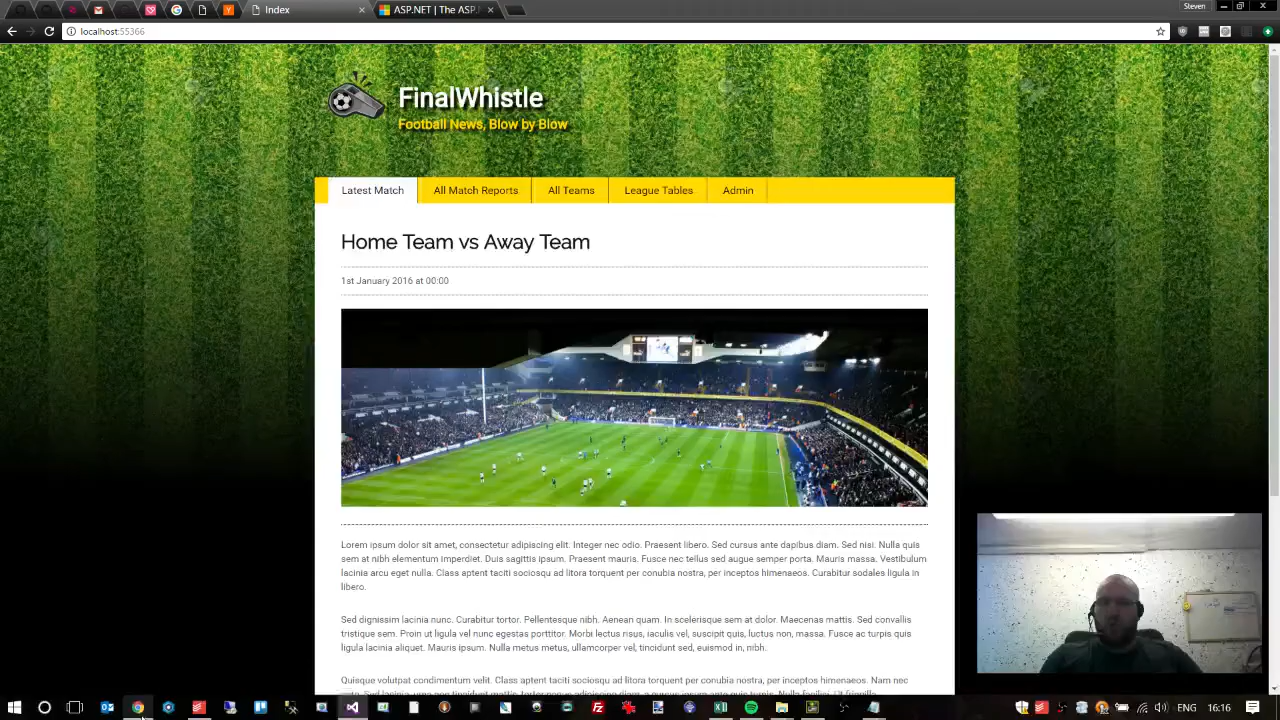 Index
ASP.NET | The ASP.
Steven
localhost:55366
FinalWhistle
Football News, Blow by Blow
Latest Match
All Match Reports
All Teams
League Tables
Admin
Home Team vs Away Team
1st January 2016 at 00:00
Lorem ipsum dolor sit amet, consectetur adipiscing elit. Integer nec odio. Praesent libero. Sed cursus ante dapibus diam. Sed nisi. Nulla quis
sem at nibh elementum imperdiet. Duis sagittis ipsum. Praesent mauris. Fusce nec tellus sed augue semper porta. Mauris massa. Vestibulum
lacinia arcu eget nulla. Class aptent taciti sociosqu ad litora torquent per conubia nostra, per inceptos himenaeos. Curabitur sodales ligula in
libero.
Sed dignissim lacinia nunc. Curabitur tortor. Pellentesque nibh. Aenean quam. In scelerisque sem at dolor. Maecenas mattis. Sed convallis
tristique sem. Proin ut ligula vel nunc egestas porttitor. Morbi lectus risus, iaculis vel, suscipit quis, luctus non, massa. Fusce ac turpis quis
ligula lacinia aliquet. Mauris ipsum. Nulla metus metus, ullamcorper vel, tincidunt sed, euismod in, nibh.
Quisque volutpat condimentum velit. Class aptent taciti sociosqu ad litora torquent per conubia nostra, per inceptos himenaeos. Nam nec
16:16